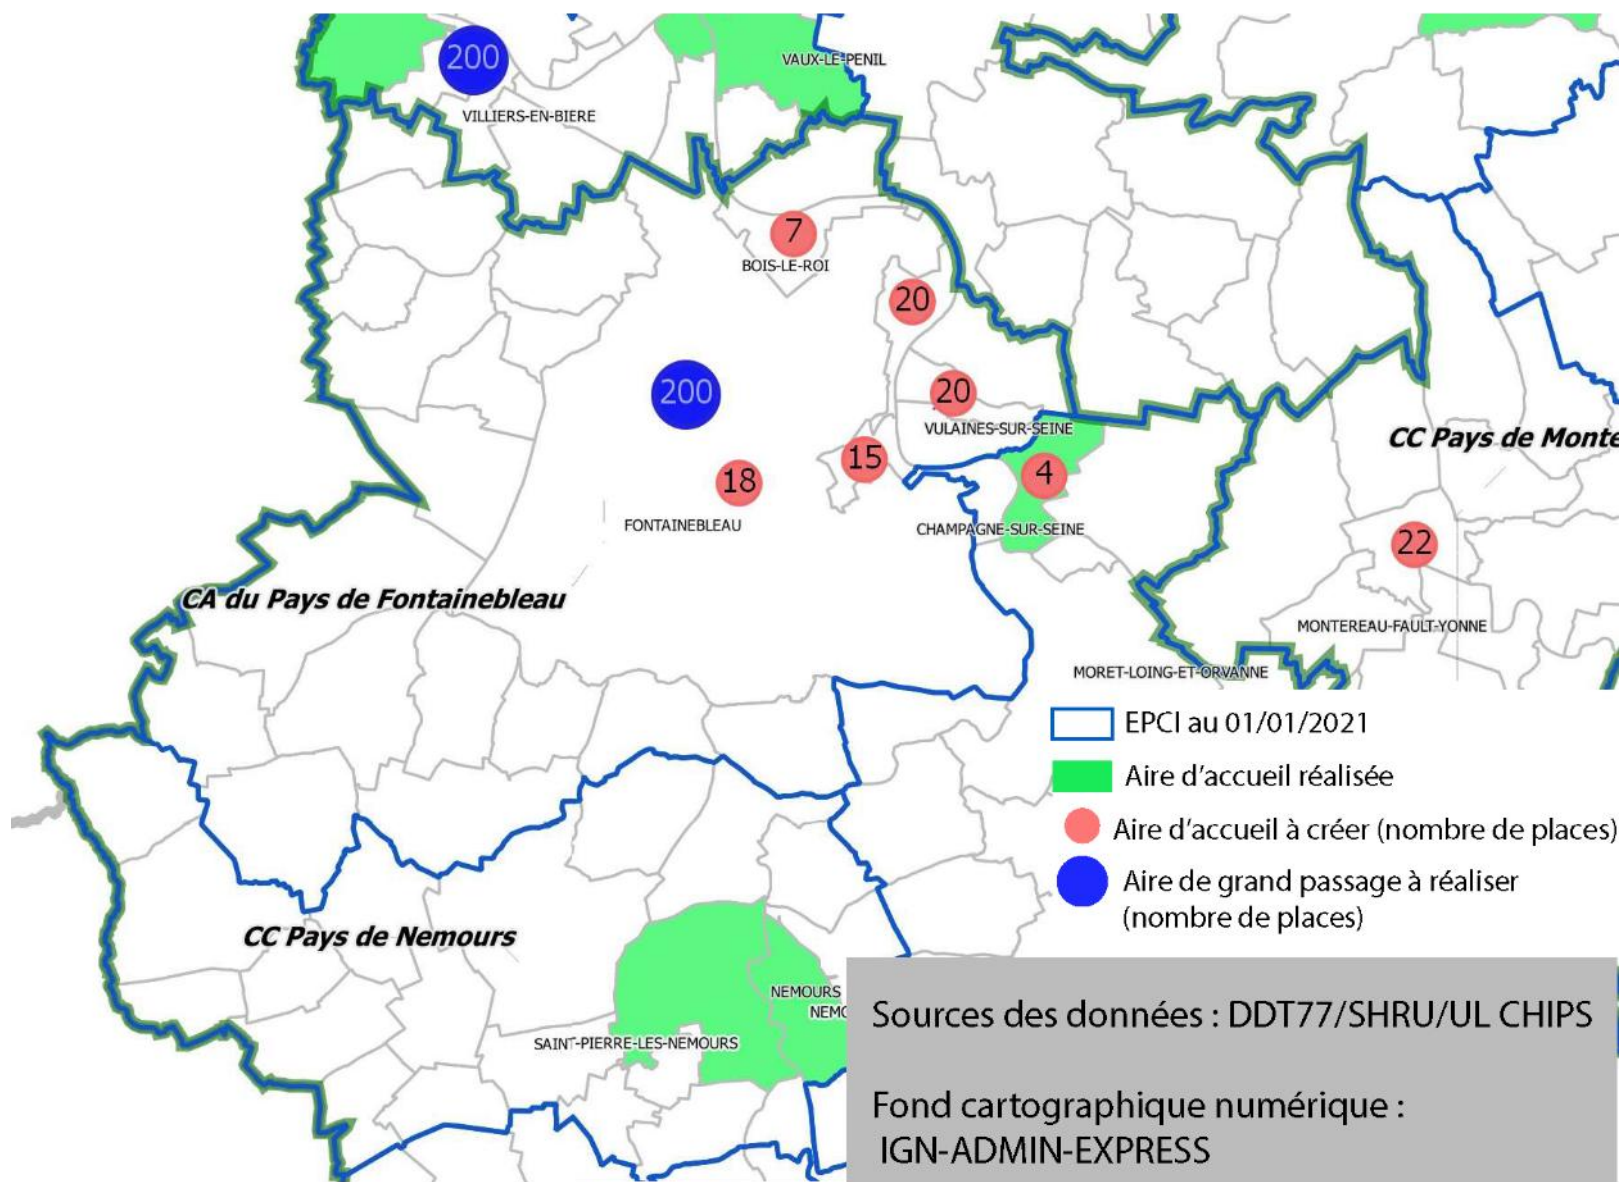 200
VAUX-LE-PENIL
VILLIERS-EN-BIERE
7
BOIS-LE-ROI
20
200
20
VULAINES-SUR-SEINE
CC Pays de Monte
15
4
18
FONTAINEBLEAU
CHAMPAGNE-SUR-SEINE
22
CA du Pays de Fontainebleau
MONTEREAU-FAULT-YONNE
MORET-LOING-ET-ORVANNE
EPCI au 01/01/2021
Aire d'accueil réalisée
Aire d'accueil à créer (nombre de places)
Aire de grand passage à réaliser
(nombre de places)
CC Pays de Nemours
NEMOURS
NEMO
SAINT-PIERRE-LES-NEMOURS
Sources des données : DDT77/SHRU/UL CHIPS
Fond cartographique numérique :
IGN-ADMIN-EXPRESS